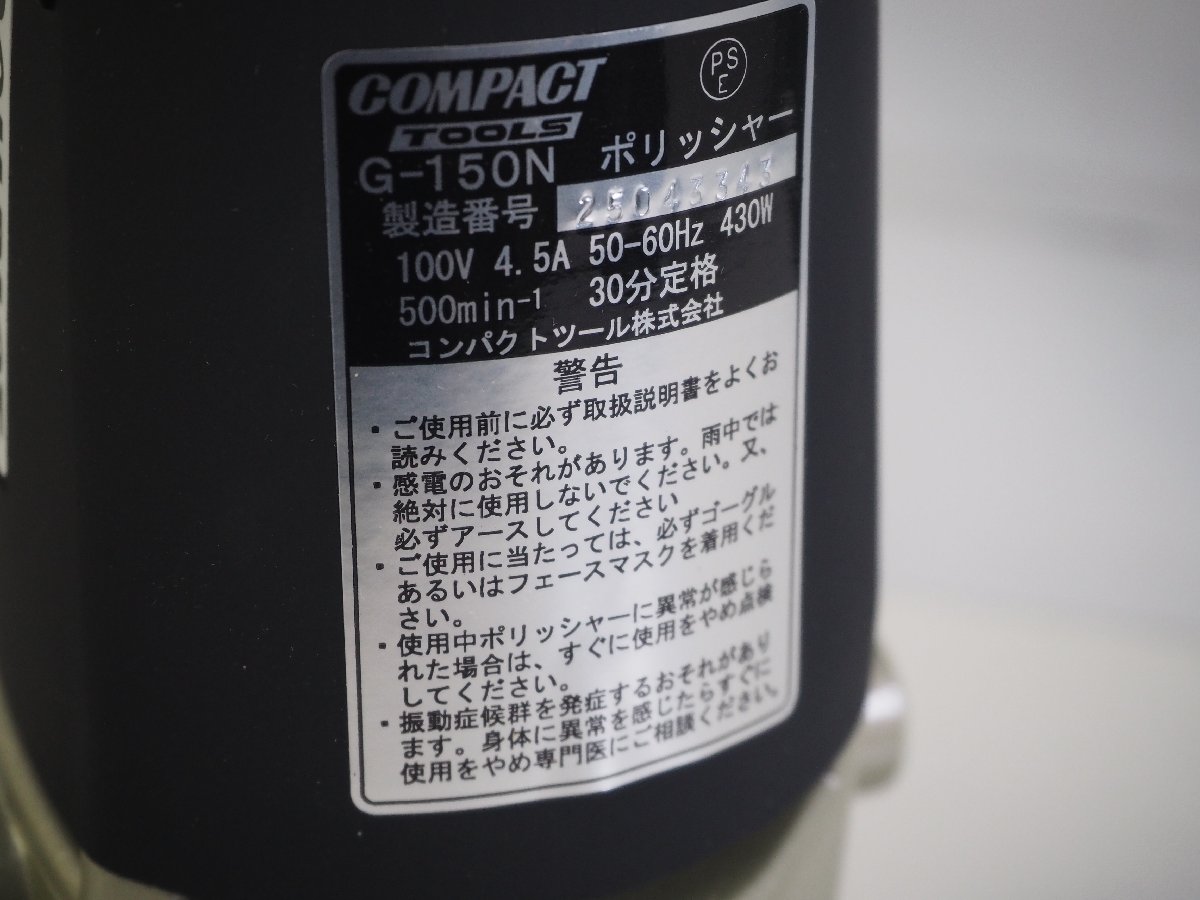 COMPACT
TOOLS
PS
E
G-150N ポリッシャー
製造番号 25043343
100V 4.5A 50-60Hz 430W
500min-1 30分定格
コンパクトツール株式会社
警告
・ご使用前に必ず取扱説明書をよくお
読みください。
・感電のおそれがあります。雨中では
絶対に使用しないでください。又、
必ずアースしてください
・ご使用に当たっては、必ずゴーグル
あるいはフェースマスクを着用くだ
さい。
・使用中ポリッシャーに異常が感じら
れた場合は、すぐに使用をやめ点検
してください。
・振動症候群を発症するおそれがあり
ます。身体に異常を感じたらすぐに
使用をやめ専門医にご相談ください。